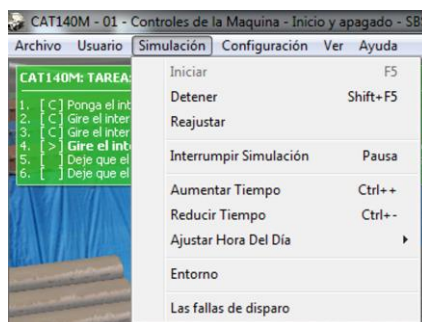 CAT140M - 01 - Controles de la Maquina - Inicio y apagado - SB
Archivo Usuario Simulación Configuración Ver Ayuda
CAT140M: TAREA:
1. [ C ] Ponga el int
2. [ C ] Gire el inter
3. [ C ] Gire el inter
4. [ > ] Gire el int
5. [ ] Deje que el
6. [ ] Deje que el
Iniciar F5
Detener Shift+F5
Reajustar
Interrumpir Simulación Pausa
Aumentar Tiempo Ctrl++
Reducir Tiempo Ctrl+-
Ajustar Hora Del Día
Entorno
Las fallas de disparo